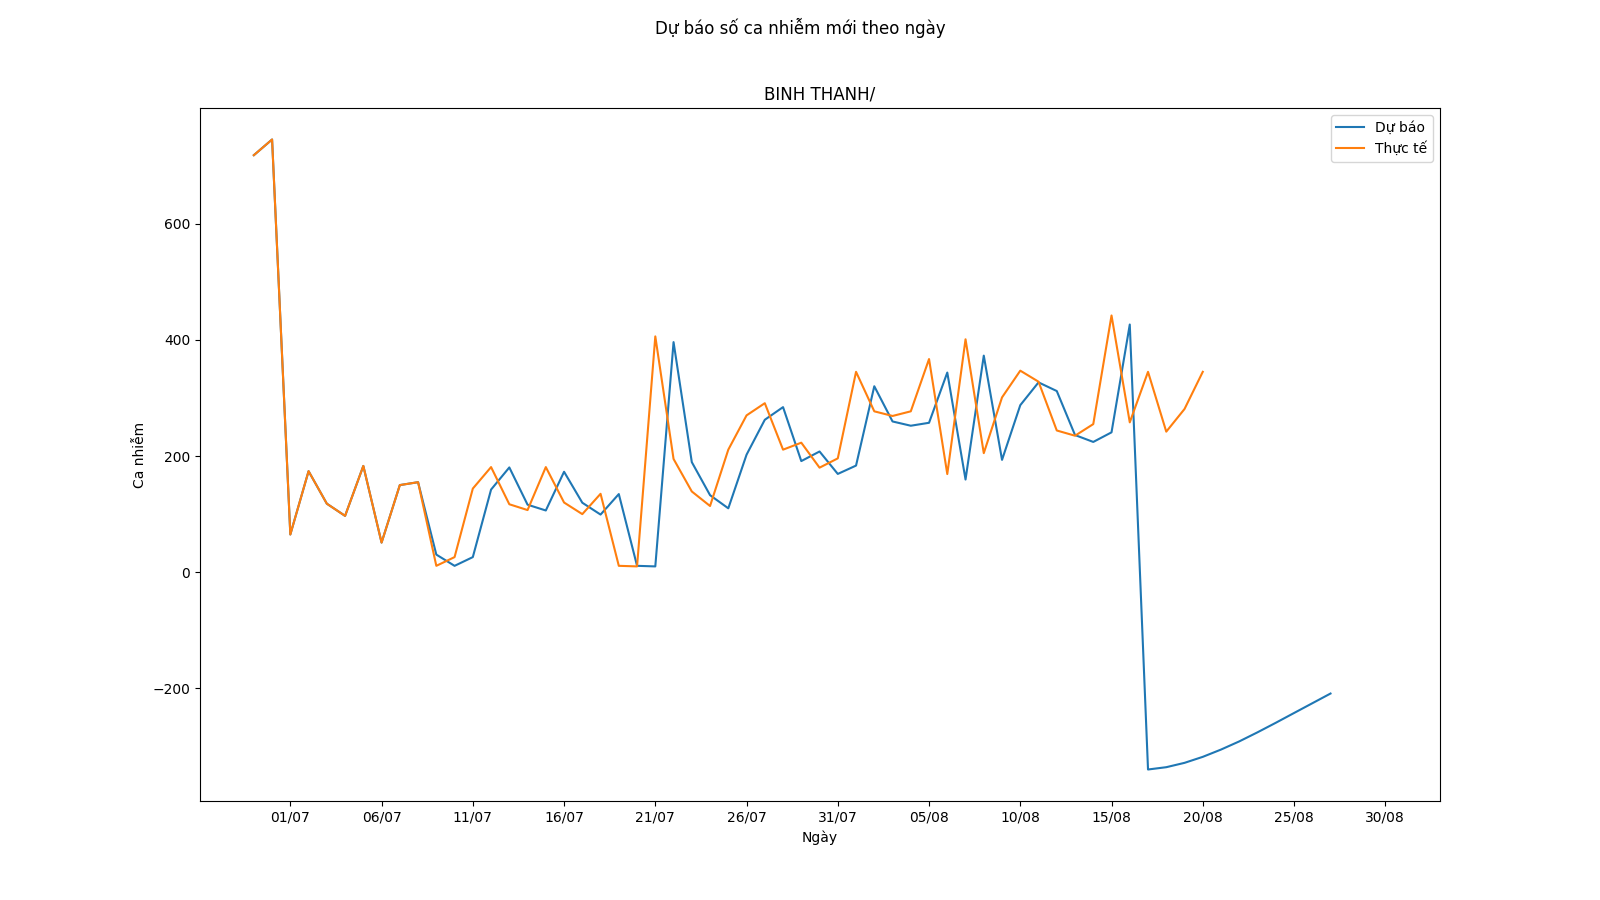 Dự báo số ca nhiễm mới theo ngày
BINH THANH/
Dự báo
Thực tế
600
400
200
0
−200
Ca nhiễm
01/07 06/07 11/07 16/07 21/07 26/07 31/07 05/08 10/08 15/08 20/08 25/08 30/08
Ngày